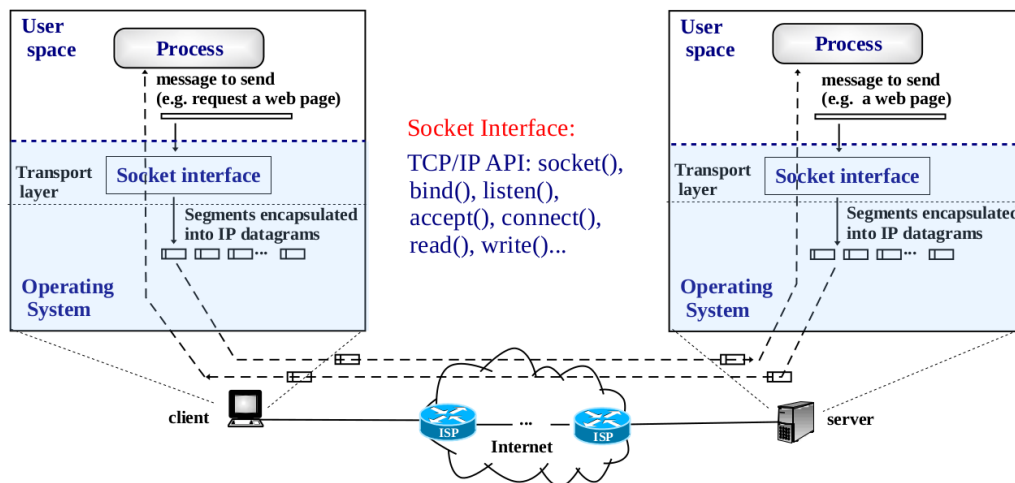 User
space
Process
message to send
(e.g. request a web page)
Transport
layer
Socket interface
Segments encapsulated
into IP datagrams
...
Operating
System
Socket Interface:
TCP/IP API: socket(),
bind(), listen(),
accept(), connect(),
read(), write()...
User
space
Process
message to send
(e.g. a web page)
Transport
layer
Socket interface
Segments encapsulated
into IP datagrams
...
Operating
System
client
ISP
...
Internet
ISP
server